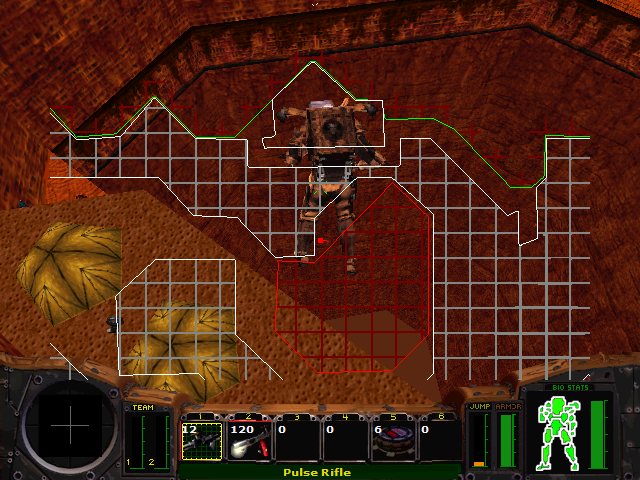 TEAM
1 2
1 2 3 4 5 6
12 120 0 0 6 0
Pulse Rifle
JUMP ARMOR
BIO STATS